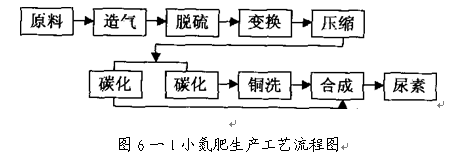 原料 造气 脱硫 变换 压缩
碳化 碳化 铜洗 合成 尿素
图6一1小氮肥生产工艺流程图